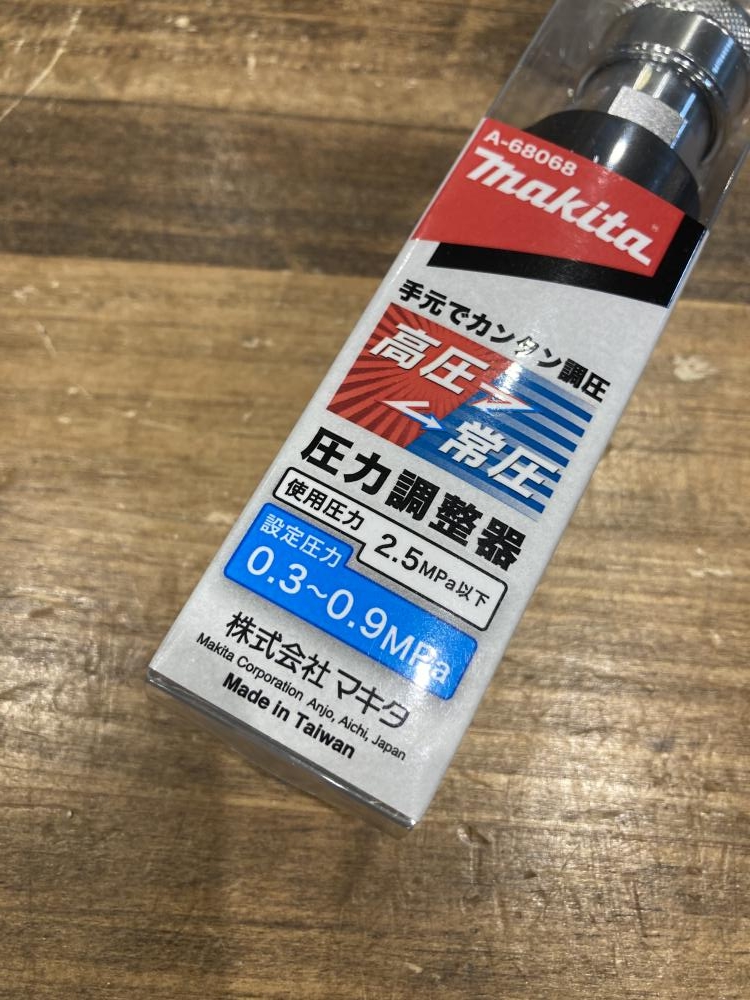 A-68068
makita
手元でカンタン調圧
高圧
常圧
圧力調整器
使用圧力 2.5MPa以下
設定圧力
0.3~0.9MPa
株式会社マキタ
Makita Corporation Anjo, Aichi, Japan
Made in Taiwan